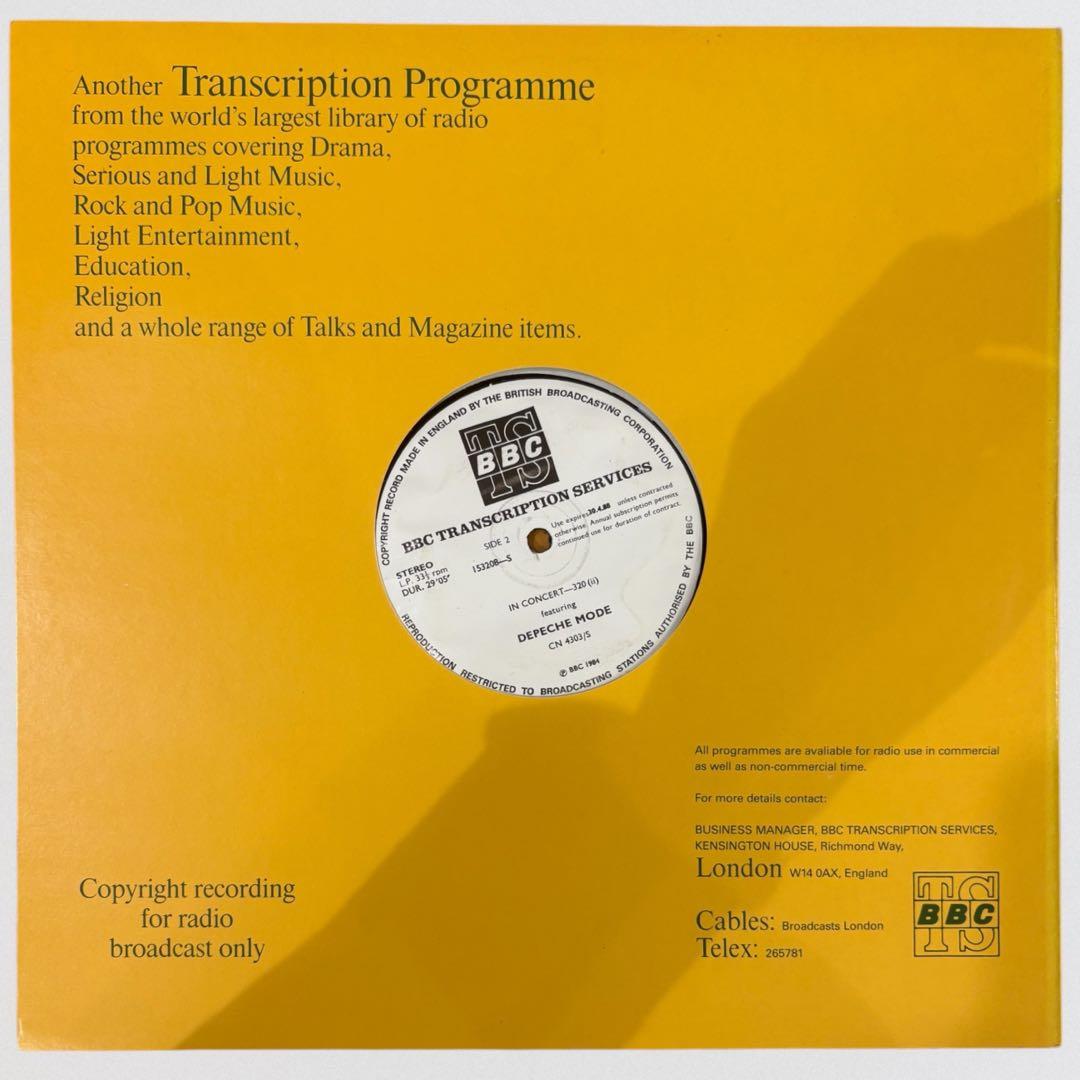 Another Transcription Programme
from the world's largest library of radio
programmes covering Drama,
Serious and Light Music,
Rock and Pop Music,
Light Entertainment,
Education,
Religion
and a whole range of Talks and Magazine items.
COPYRIGHT RECORD MADE IN ENGLAND BY THE BRITISH BROADCASTING CORPORATION
TS
BBC
TS
BBC TRANSCRIPTION SERVICES
SIDE 2
Use expires 30.4.88 unless contracted
otherwise. Annual subscription permits
continued use for duration of contract.
STEREO
L.P. 33⅓ rpm
DUR. 29'05"
153208—S
IN CONCERT—320 (ii)
featuring
DEPECHE MODE
CN 4303/S
℗ BBC 1984
REPRODUCTION RESTRICTED TO BROADCASTING STATIONS AUTHORISED BY THE BBC
All programmes are avaliable for radio use in commercial
as well as non-commercial time.
For more details contact:
BUSINESS MANAGER, BBC TRANSCRIPTION SERVICES,
KENSINGTON HOUSE, Richmond Way,
London W14 0AX, England
Cables: Broadcasts London
Telex: 265781
TS
BBC
TS
Copyright recording
for radio
broadcast only